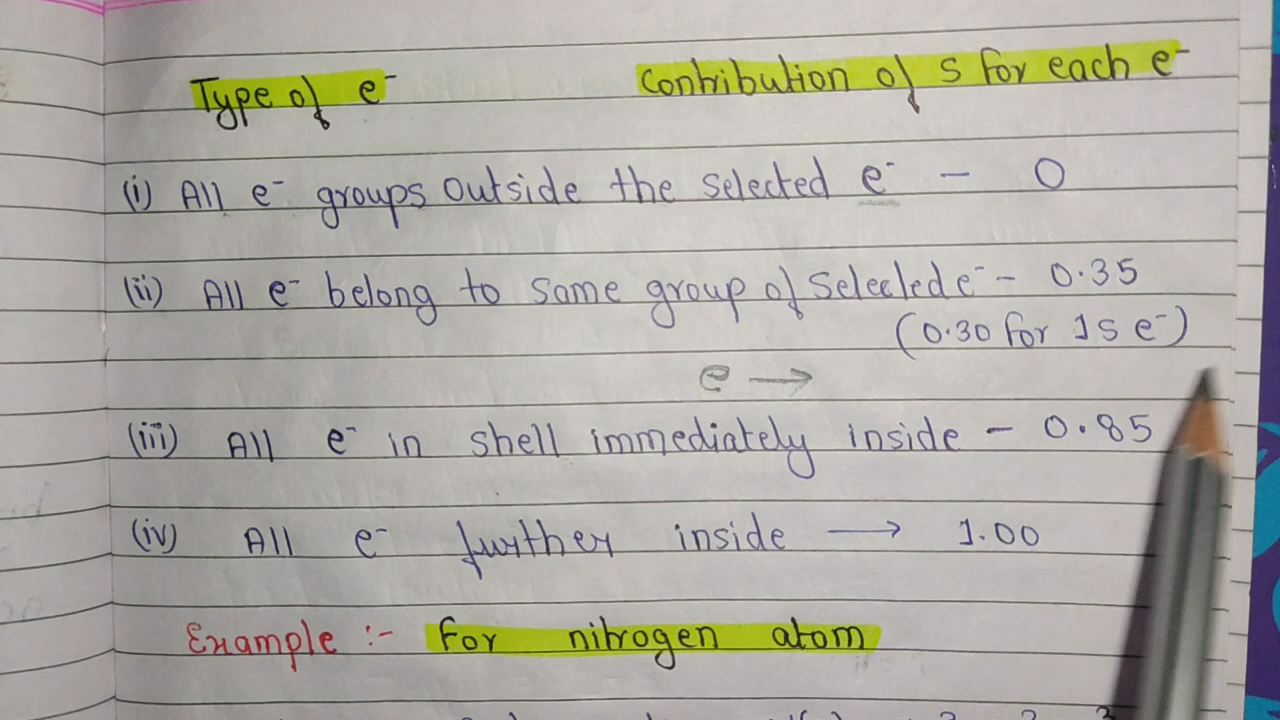 Type of e⁻ Contribution of S for each e⁻
(i) All e⁻ groups outside the selected e⁻ - 0
(ii) All e⁻ belong to same group of selected e⁻ - 0.35
(0.30 for 1s e⁻)
e →
(iii) All e⁻ in shell immediately inside - 0.85
(iv) All e⁻ further inside → 1.00
Example :- For nitrogen atom